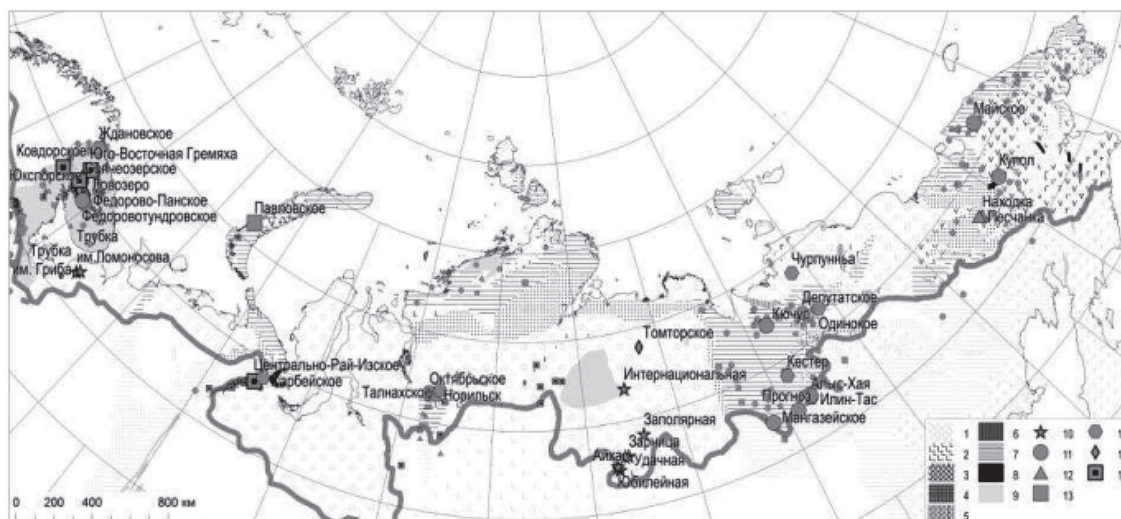 Ждановское
Ковдорское
Юго-Восточная Гремяха
Юкспорское
Ловозеро
Федорово-Панское
Федоровотундровское
Трубка
им Ломоносова
Трубка
им. Гриба
Павловское
Центрально-Рай-Изское
Талнахское
Октябрьское
Норильск
Томторское
Интернациональная
Заполярная
Зарница
Удачная
Юбилейная
Чурпунньа
Депутатское
Кючус
Одинокое
Кестер
Алыс-Хая
Прогноз
Илин-Тас
Мангазейское
Майское
Купол
Находка
Песчанка
0 200 400 800 км
1 6 10
2 7 11
3 8 12
4 9 13
5